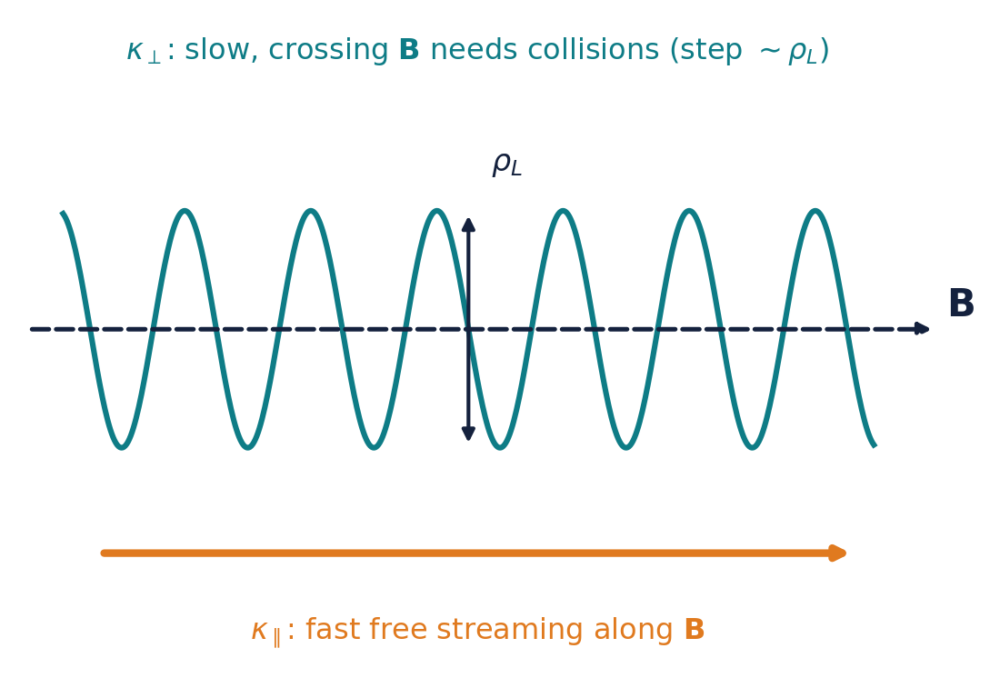 κ⊥: slow, crossing B needs collisions (step ∼ρL)
ρL
B
κ∥: fast free streaming along B